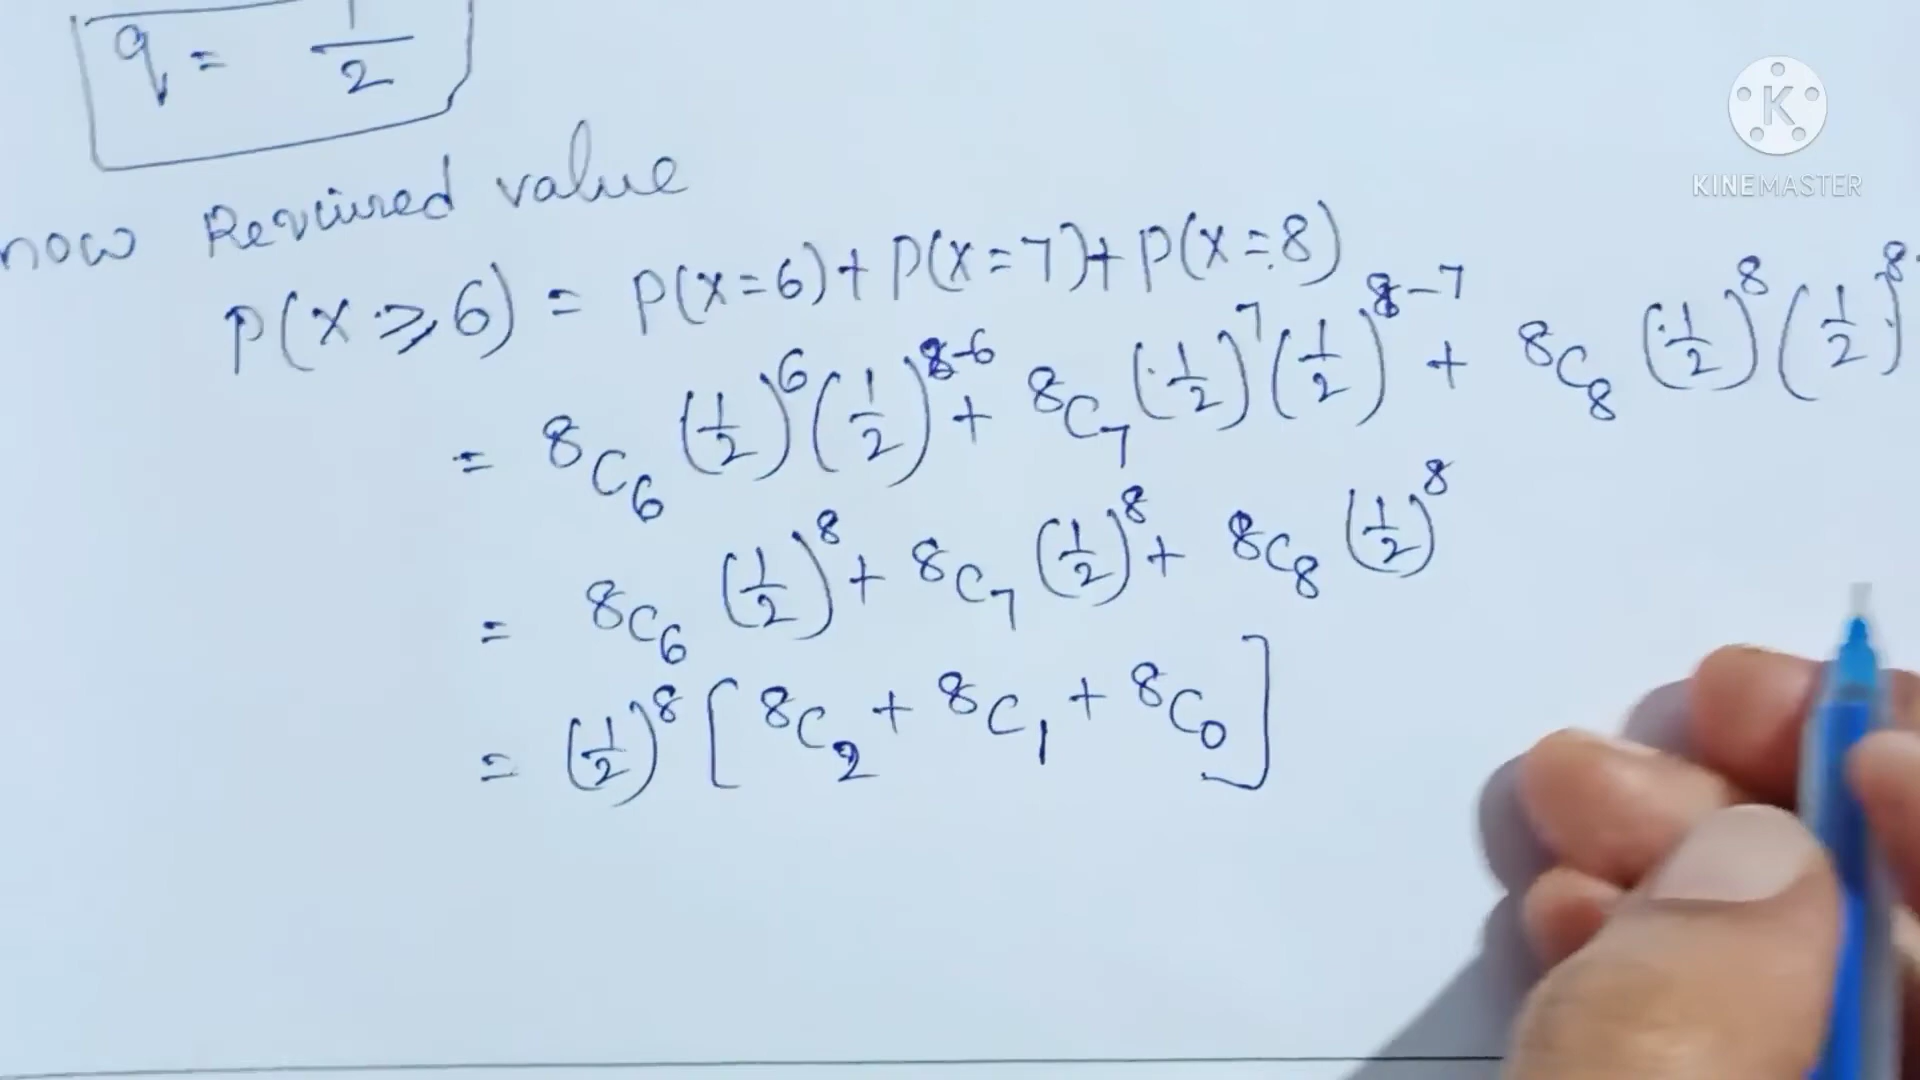 q = 1/2
KINEMASTER
now Required value
P(X ≥ 6) = P(X=6) + P(X=7) + P(X=8)
= 8C6 (1/2)^6 (1/2)^8-6 + 8C7 (1/2)^7 (1/2)^8-7 + 8C8 (1/2)^8 (1/2)^8
= 8C6 (1/2)^8 + 8C7 (1/2)^8 + 8C8 (1/2)^8
= (1/2)^8 [8C2 + 8C1 + 8C0]